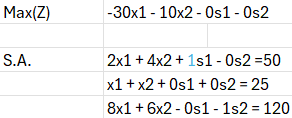 Max(Z) -30x1 - 10x2 - 0s1 - 0s2
S.A. 2x1 + 4x2 + 1s1 - 0s2 =50
x1 + x2 + 0s1 + 0s2 = 25
8x1 + 6x2 - 0s1 - 1s2 = 120